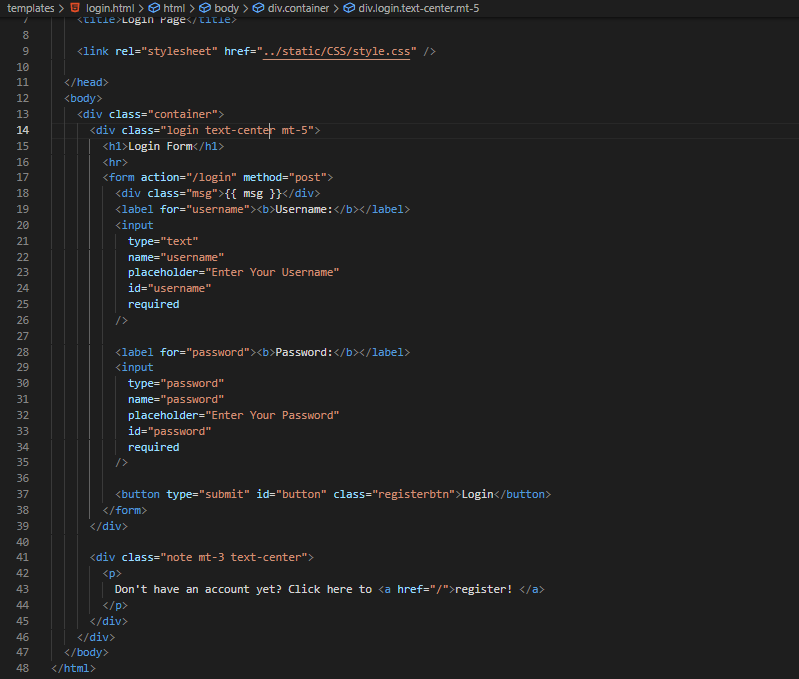 templates > login.html > html > body > div.container > div.login.text-center.mt-5
7 <title>Login Page</title>
8
9 <link rel="stylesheet" href="../static/CSS/style.css" />
10
11 </head>
12 <body>
13 <div class="container">
14 <div class="login text-center mt-5">
15 <h1>Login Form</h1>
16 <hr>
17 <form action="/login" method="post">
18 <div class="msg">{{ msg }}</div>
19 <label for="username"><b>Username:</b></label>
20 <input
21 type="text"
22 name="username"
23 placeholder="Enter Your Username"
24 id="username"
25 required
26 />
27
28 <label for="password"><b>Password:</b></label>
29 <input
30 type="password"
31 name="password"
32 placeholder="Enter Your Password"
33 id="password"
34 required
35 />
36
37 <button type="submit" id="button" class="registerbtn">Login</button>
38 </form>
39 </div>
40
41 <div class="note mt-3 text-center">
42 <p>
43 Don't have an account yet? Click here to <a href="/">register! </a>
44 </p>
45 </div>
46 </div>
47 </body>
48 </html>